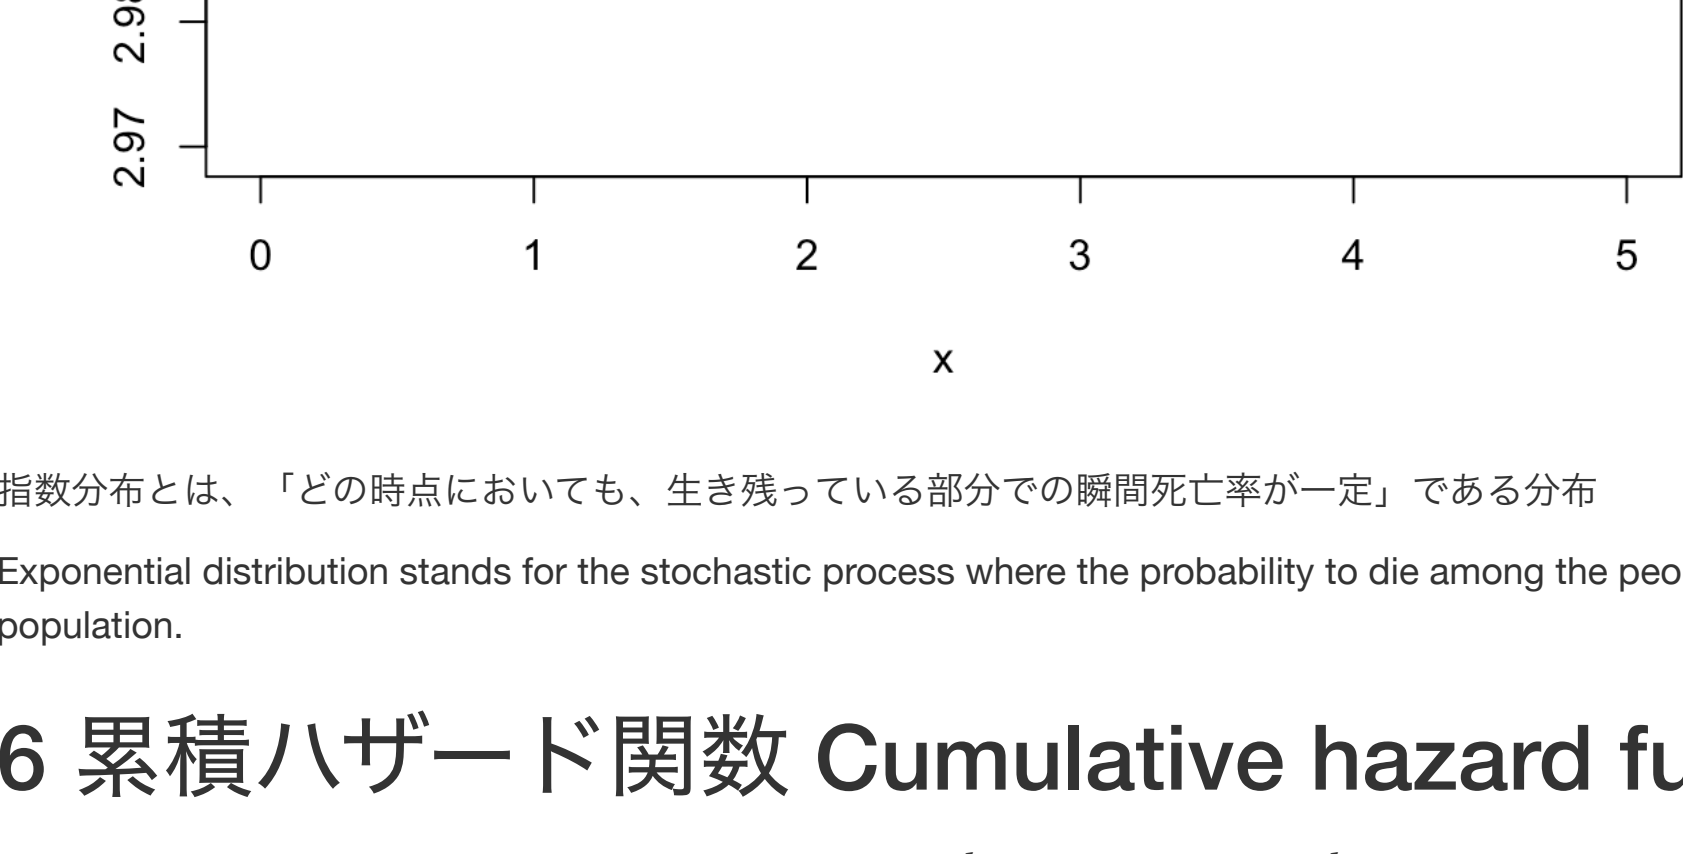 2.98
2.97
0 1 2 3 4 5
x
指数分布とは、「どの時点においても、生き残っている部分での瞬間死亡率が一定」である分布
Exponential distribution stands for the stochastic process where the probability to die among the
population.
6 累積ハザード関数 Cumulative hazard